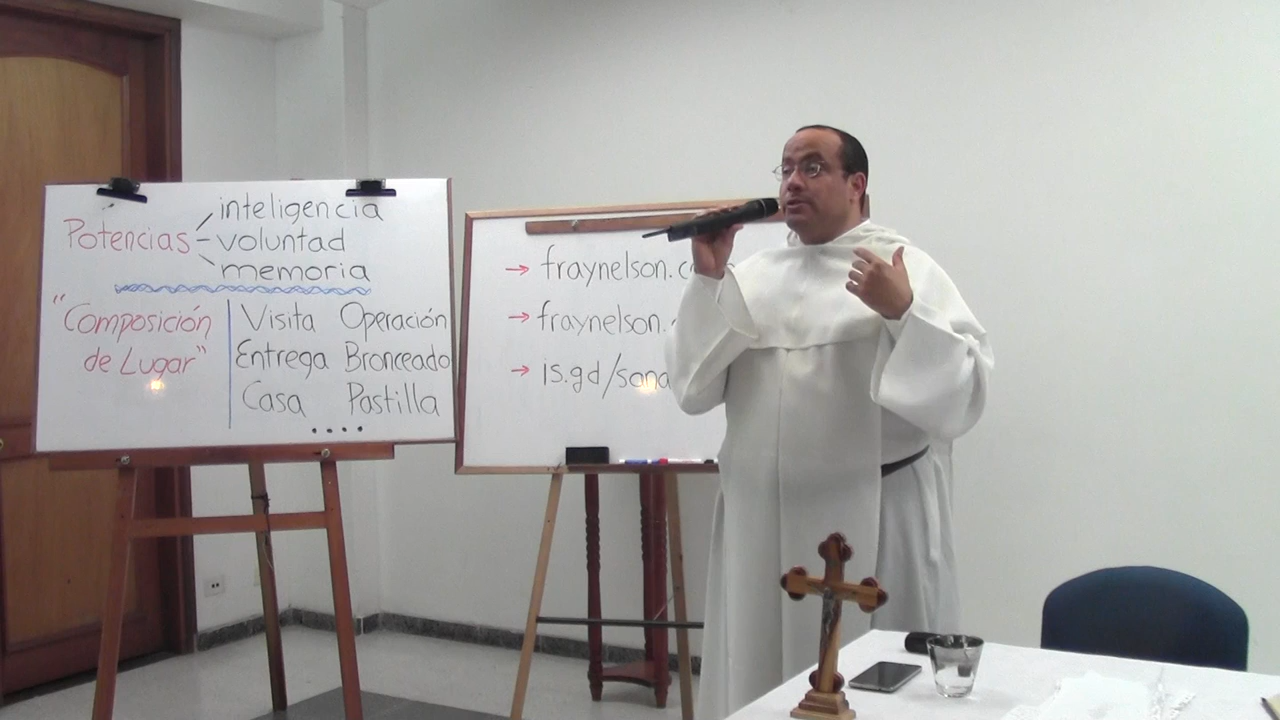 inteligencia
Potencias voluntad
memoria
"Composición
de Lugar"
Visita Operación
Entrega Bronceado
Casa Pastilla
....
→ fraynelson.
→ fraynelson.
→ is.gd/sana